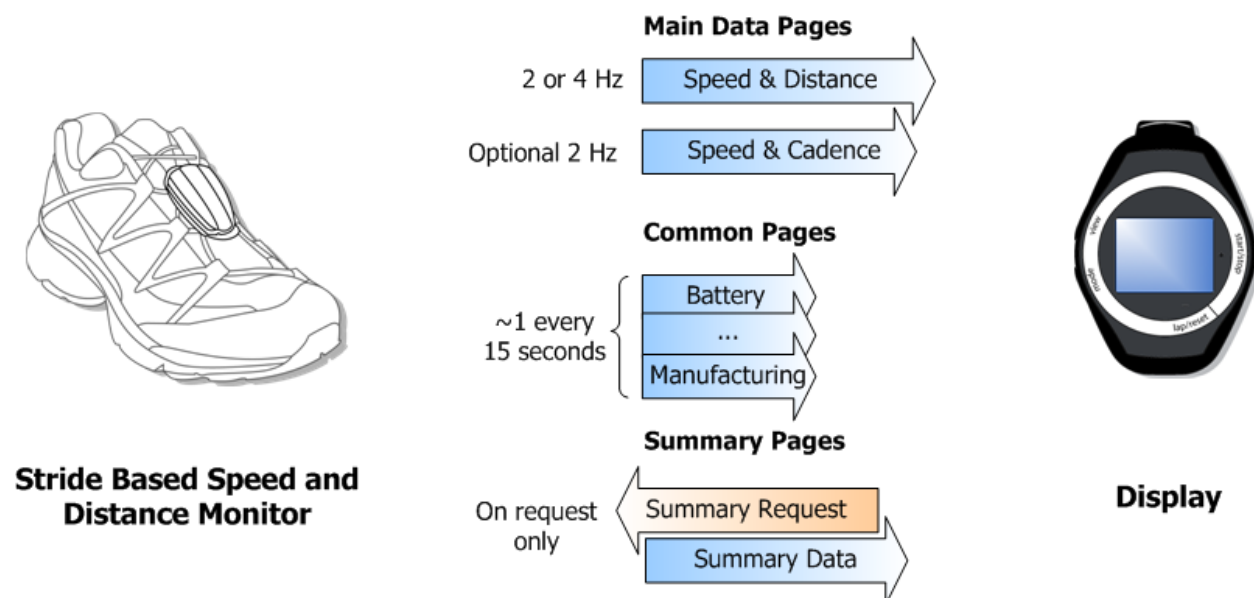 Main Data Pages
2 or 4 Hz
Speed & Distance
Optional 2 Hz
Speed & Cadence
Common Pages
~1 every
15 seconds
Battery
...
Manufacturing
Summary Pages
On request
only
Summary Request
Summary Data
Stride Based Speed and
Distance Monitor
view
mode
start/stop
lap/reset
Display